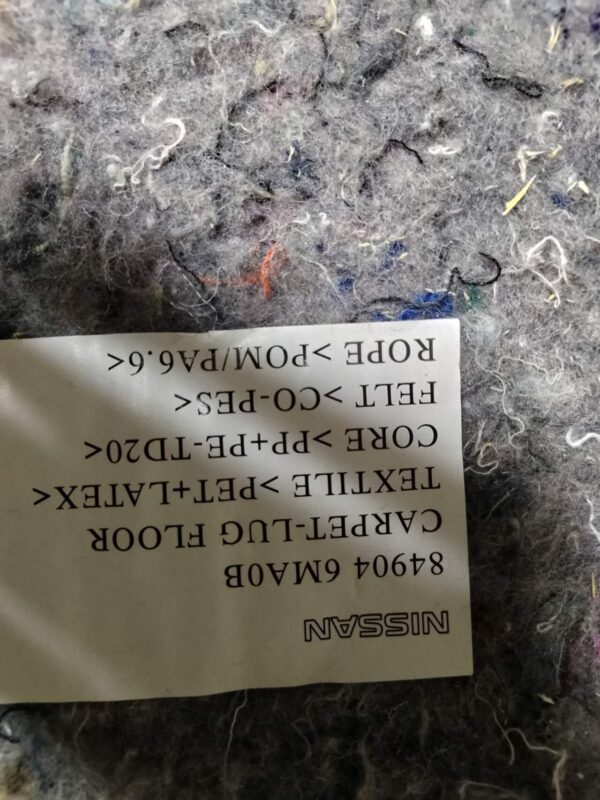 NISSAN
84904 6MA0B
CARPET-LUG FLOOR
TEXTILE >PET+LATEX<
CORE >PP+PE-TD20<
FELT >CO-PES<
ROPE >POM/PA6.6<